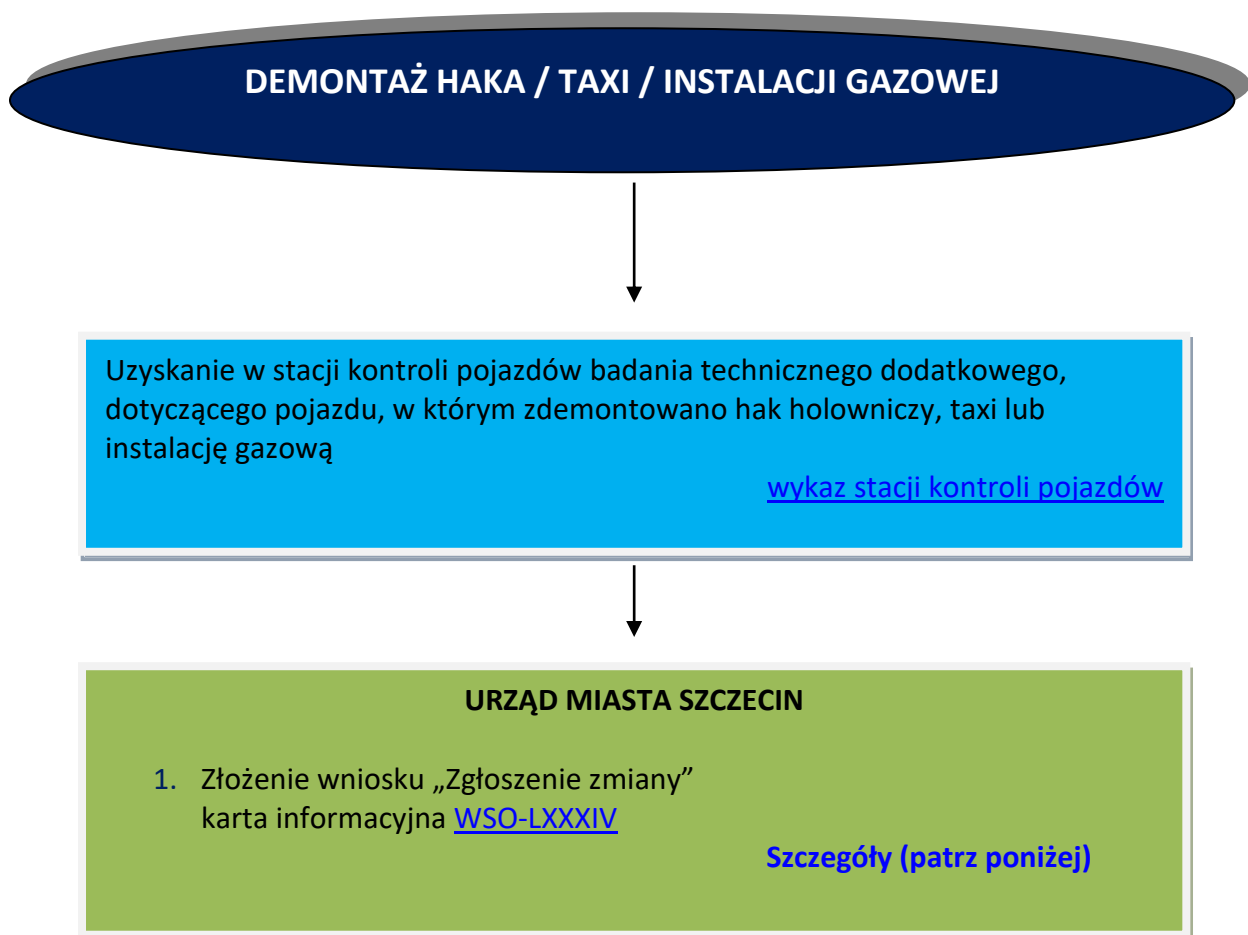 DEMONTAŻ HAKA / TAXI / INSTALACJI GAZOWEJ
Uzyskanie w stacji kontroli pojazdów badania technicznego dodatkowego,
dotyczącego pojazdu, w którym zdemontowano hak holowniczy, taxi lub
instalację gazową
wykaz stacji kontroli pojazdów
URZĄD MIASTA SZCZECIN
1. Złożenie wniosku „Zgłoszenie zmiany”
karta informacyjna WSO-LXXXIV
Szczegóły (patrz poniżej)